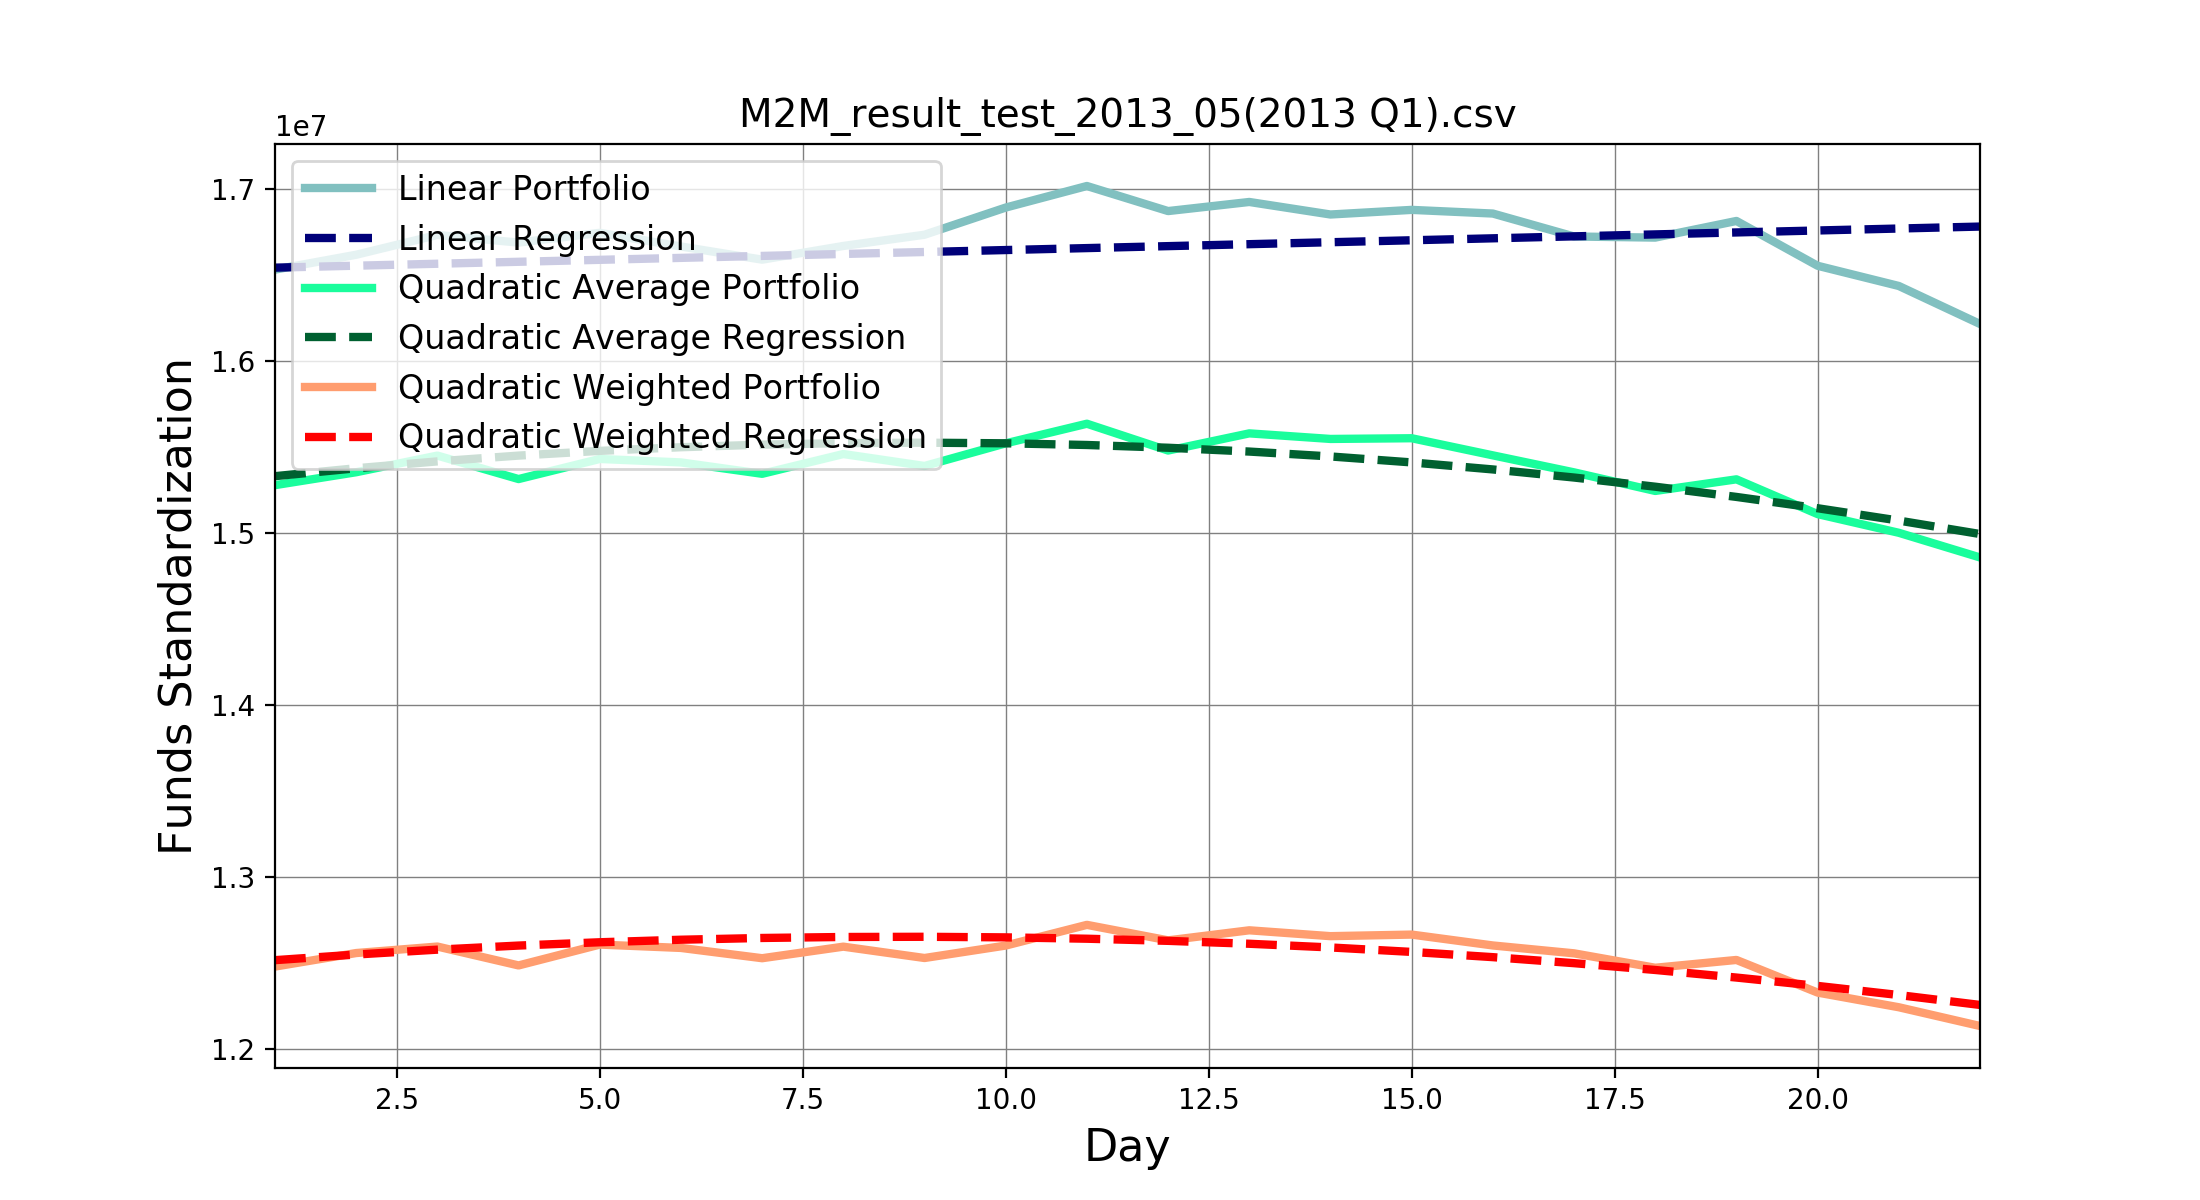 M2M_result_test_2013_05(2013 Q1).csv
1e7
Linear Portfolio
Linear Regression
Quadratic Average Portfolio
Quadratic Average Regression
Quadratic Weighted Portfolio
Quadratic Weighted Regression
1.7
1.6
1.5
1.4
1.3
1.2
Funds Standardization
2.5 5.0 7.5 10.0 12.5 15.0 17.5 20.0
Day